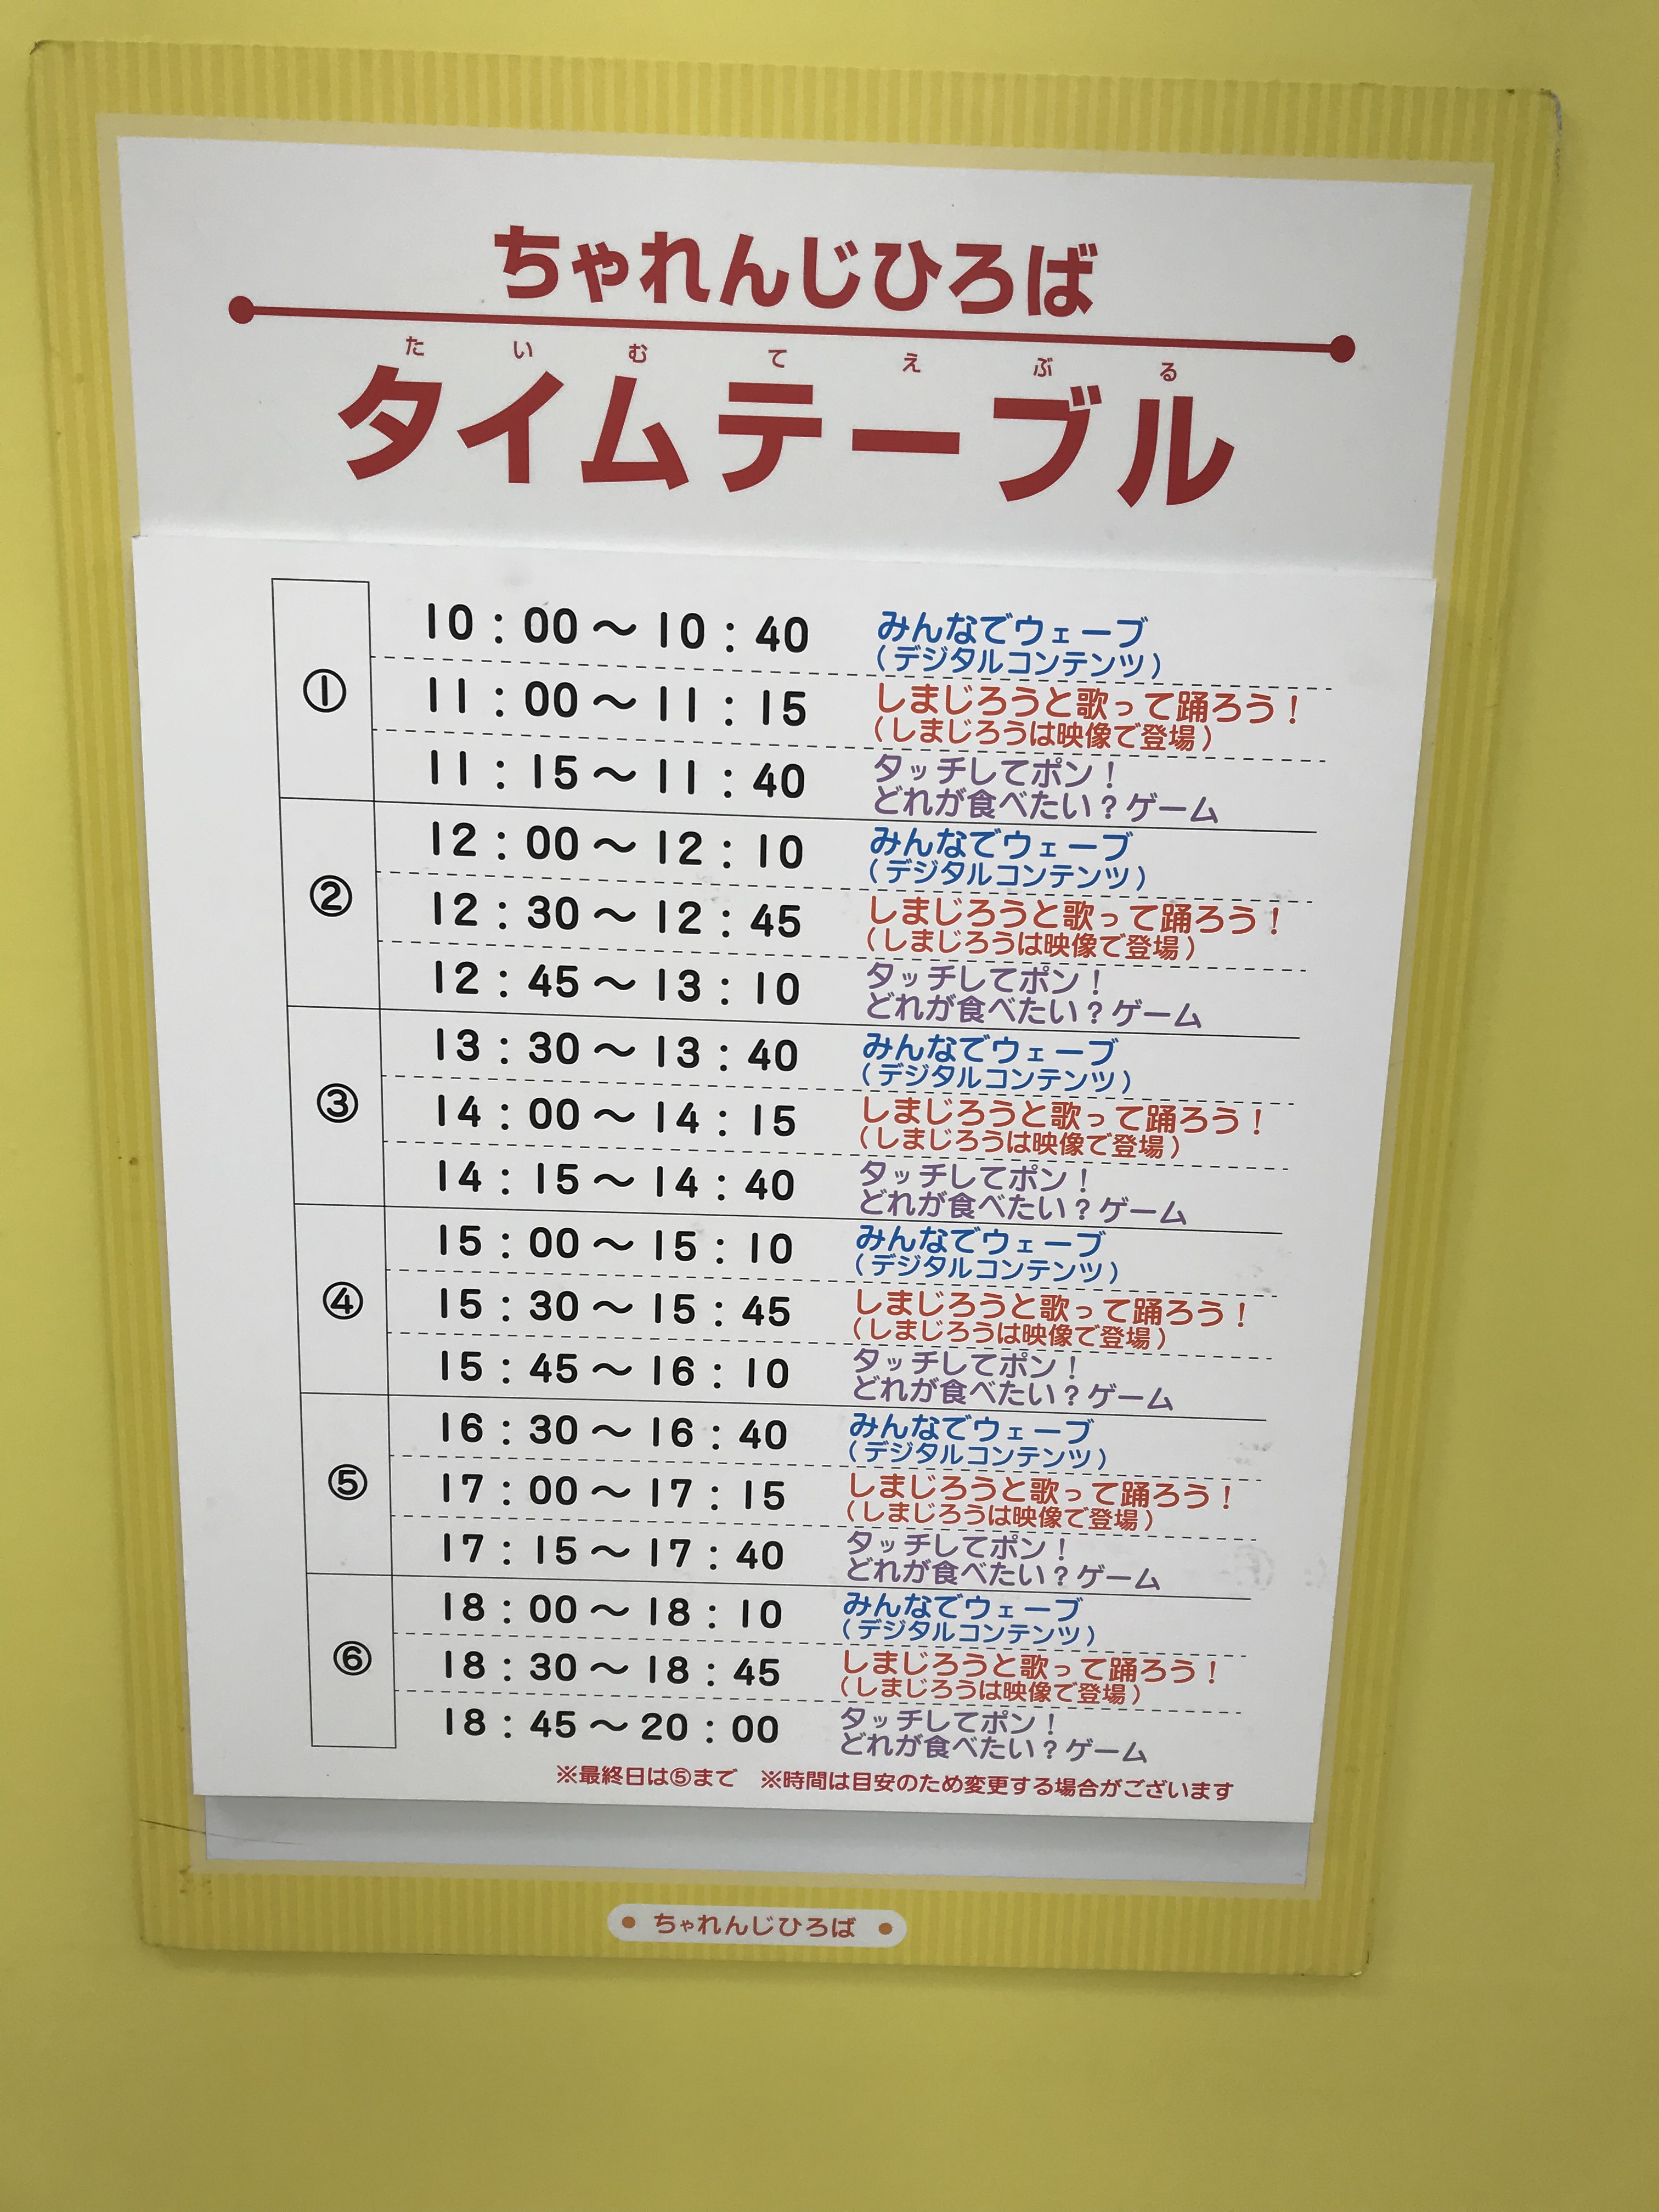 ちゃれんじひろば
たいむてえぶる
タイムテーブル
①
10:00～10:40 みんなでウェーブ
(デジタルコンテンツ)
11:00～11:15 しまじろうと歌って踊ろう!
(しまじろうは映像で登場)
11:15～11:40 タッチしてポン!
どれが食べたい?ゲーム
②
12:00～12:10 みんなでウェーブ
(デジタルコンテンツ)
12:30～12:45 しまじろうと歌って踊ろう!
(しまじろうは映像で登場)
12:45～13:10 タッチしてポン!
どれが食べたい?ゲーム
③
13:30～13:40 みんなでウェーブ
(デジタルコンテンツ)
14:00～14:15 しまじろうと歌って踊ろう!
(しまじろうは映像で登場)
14:15～14:40 タッチしてポン!
どれが食べたい?ゲーム
④
15:00～15:10 みんなでウェーブ
(デジタルコンテンツ)
15:30～15:45 しまじろうと歌って踊ろう!
(しまじろうは映像で登場)
15:45～16:10 タッチしてポン!
どれが食べたい?ゲーム
⑤
16:30～16:40 みんなでウェーブ
(デジタルコンテンツ)
17:00～17:15 しまじろうと歌って踊ろう!
(しまじろうは映像で登場)
17:15～17:40 タッチしてポン!
どれが食べたい?ゲーム
⑥
18:00～18:10 みんなでウェーブ
(デジタルコンテンツ)
18:30～18:45 しまじろうと歌って踊ろう!
(しまじろうは映像で登場)
18:45～20:00 タッチしてポン!
どれが食べたい?ゲーム
※最終日は⑤まで ※時間は目安のため変更する場合がございます
ちゃれんじひろば